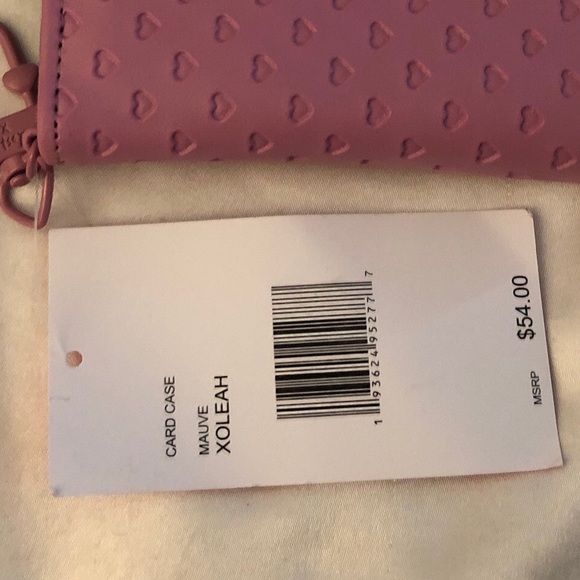 CARD CASE
MAUVE
XOLEAH
1 93624 95277 7
MSRP $54.00